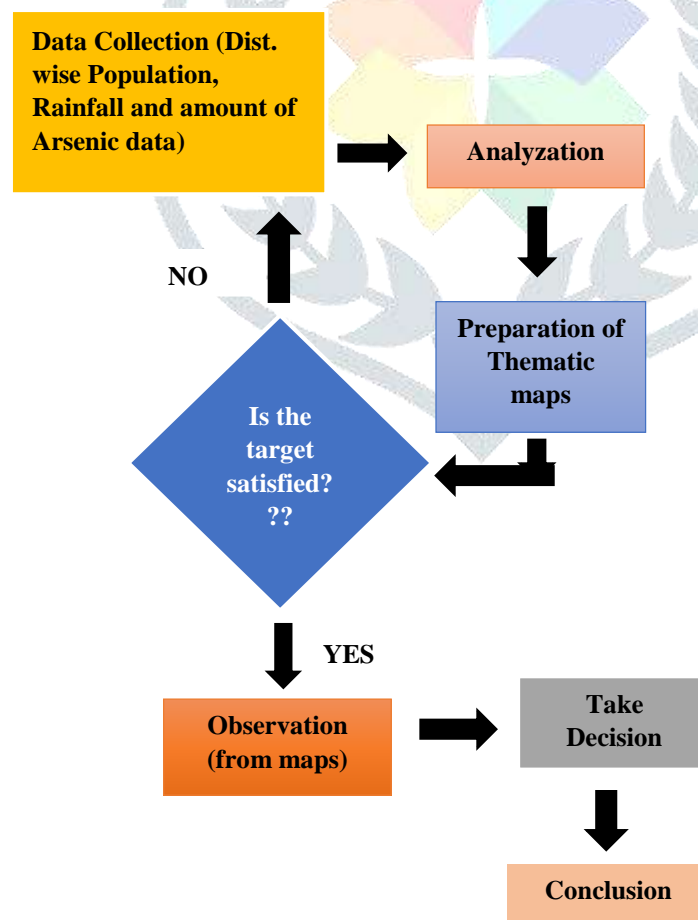 Data Collection (Dist.
wise Population,
Rainfall and amount of
Arsenic data)
Analyzation
NO
Preparation of
Thematic
maps
Is the
target
satisfied?
??
YES
Observation
(from maps)
Take
Decision
Conclusion